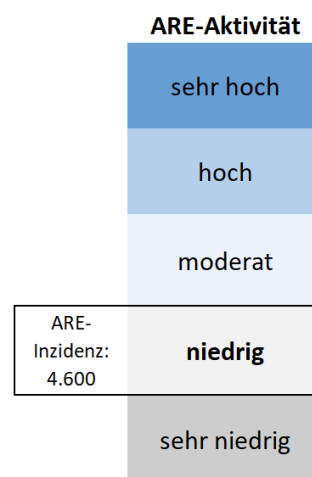 ARE-Aktivität
sehr hoch
hoch
moderat
ARE-
Inzidenz:
4.600
niedrig
sehr niedrig